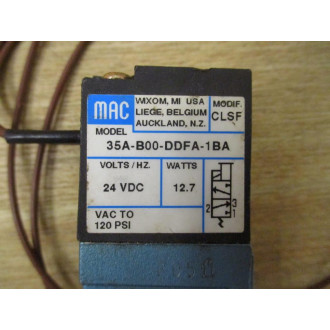 MAC
WIXOM, MI USA
LIEGE, BELGIUM
AUCKLAND, N.Z.
MODIF.
CLSF
MODEL
35A-B00-DDFA-1BA
VOLTS / HZ.
WATTS
24 VDC
12.7
VAC TO
120 PSI
2
3
1